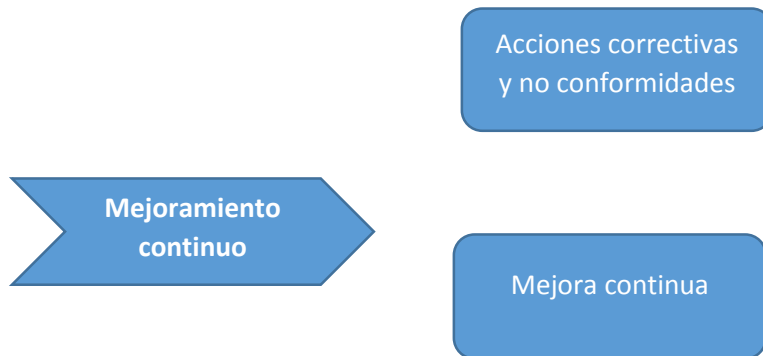 Acciones correctivas
y no conformidades
Mejoramiento
continuo
Mejora continua